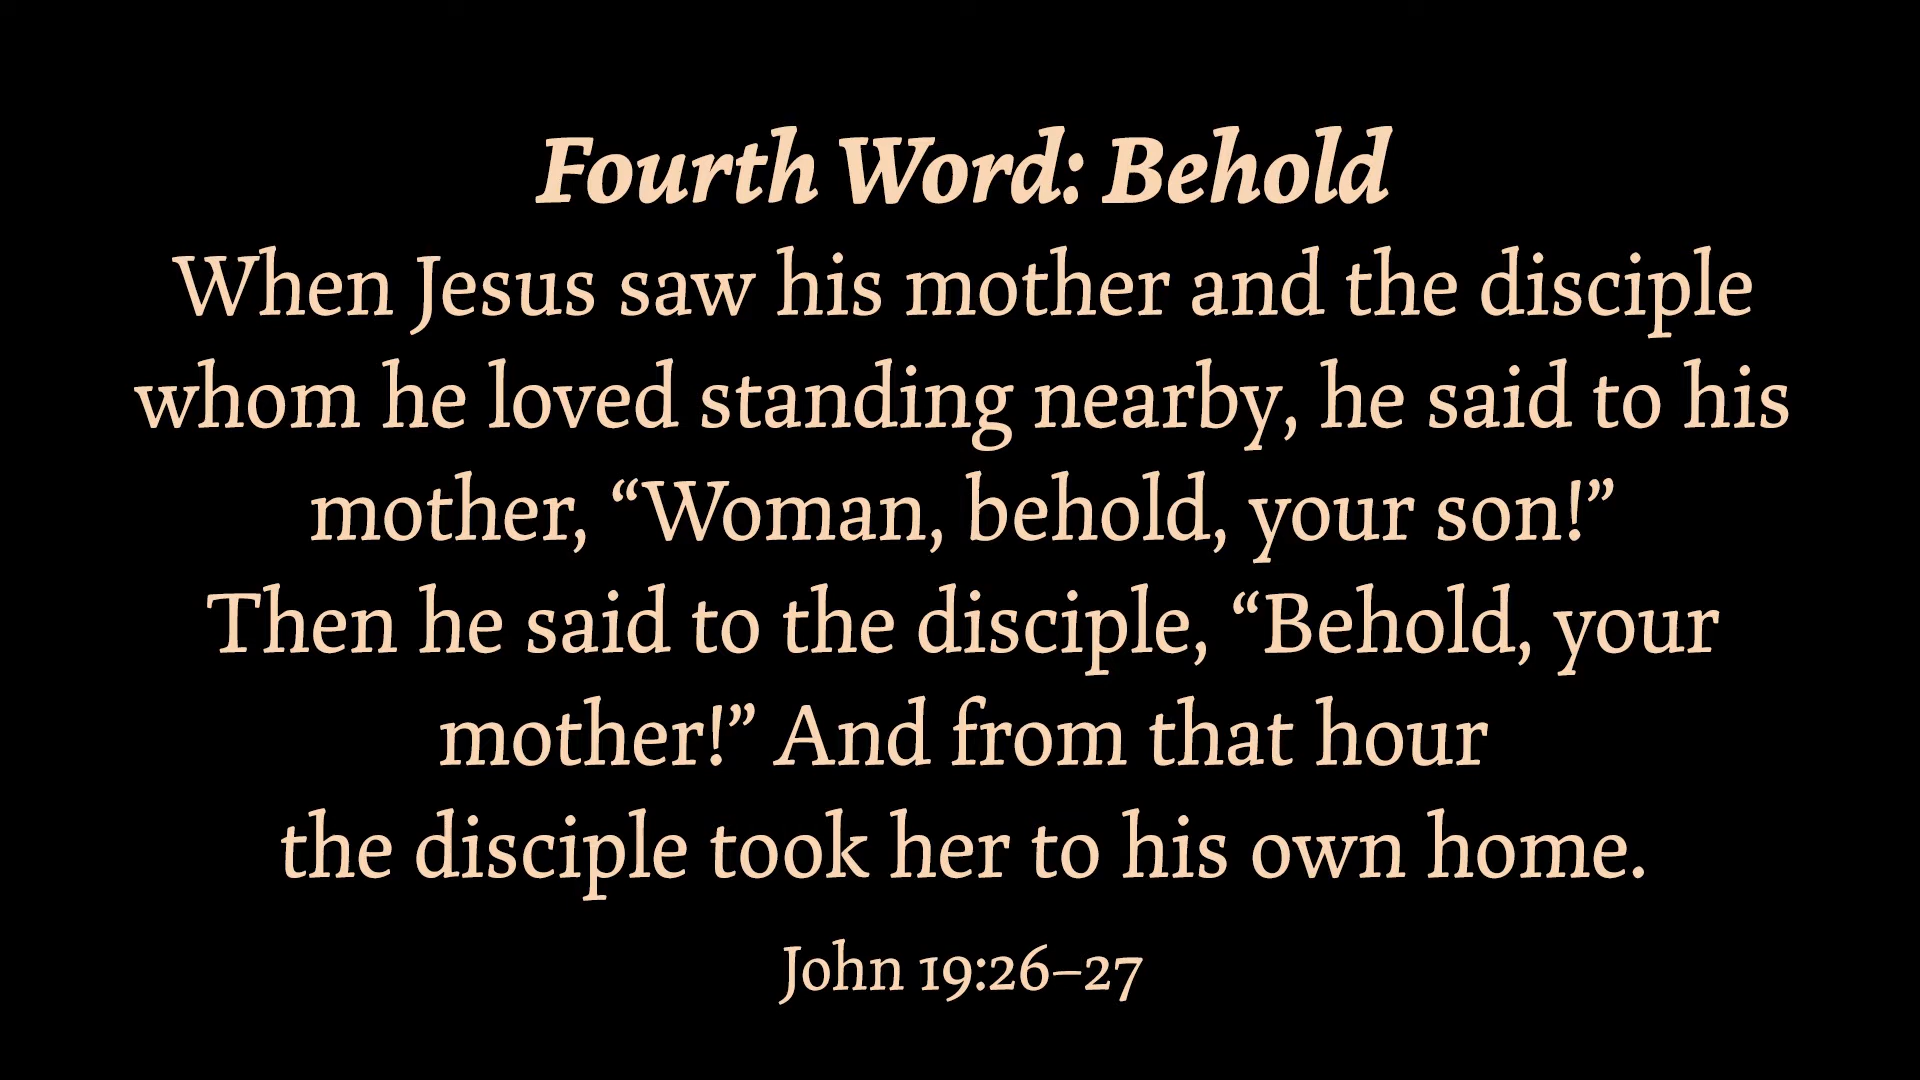 Fourth Word: Behold
When Jesus saw his mother and the disciple
whom he loved standing nearby, he said to his
mother, “Woman, behold, your son!”
Then he said to the disciple, “Behold, your
mother!” And from that hour
the disciple took her to his own home.
John 19:26–27